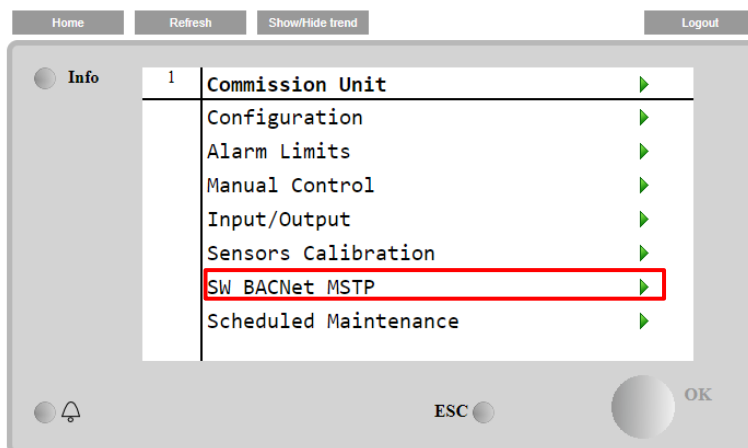 Home Refresh Show/Hide trend Logout
Info
1 Commission Unit
Configuration
Alarm Limits
Manual Control
Input/Output
Sensors Calibration
SW BACNet MSTP
Scheduled Maintenance
ESC OK